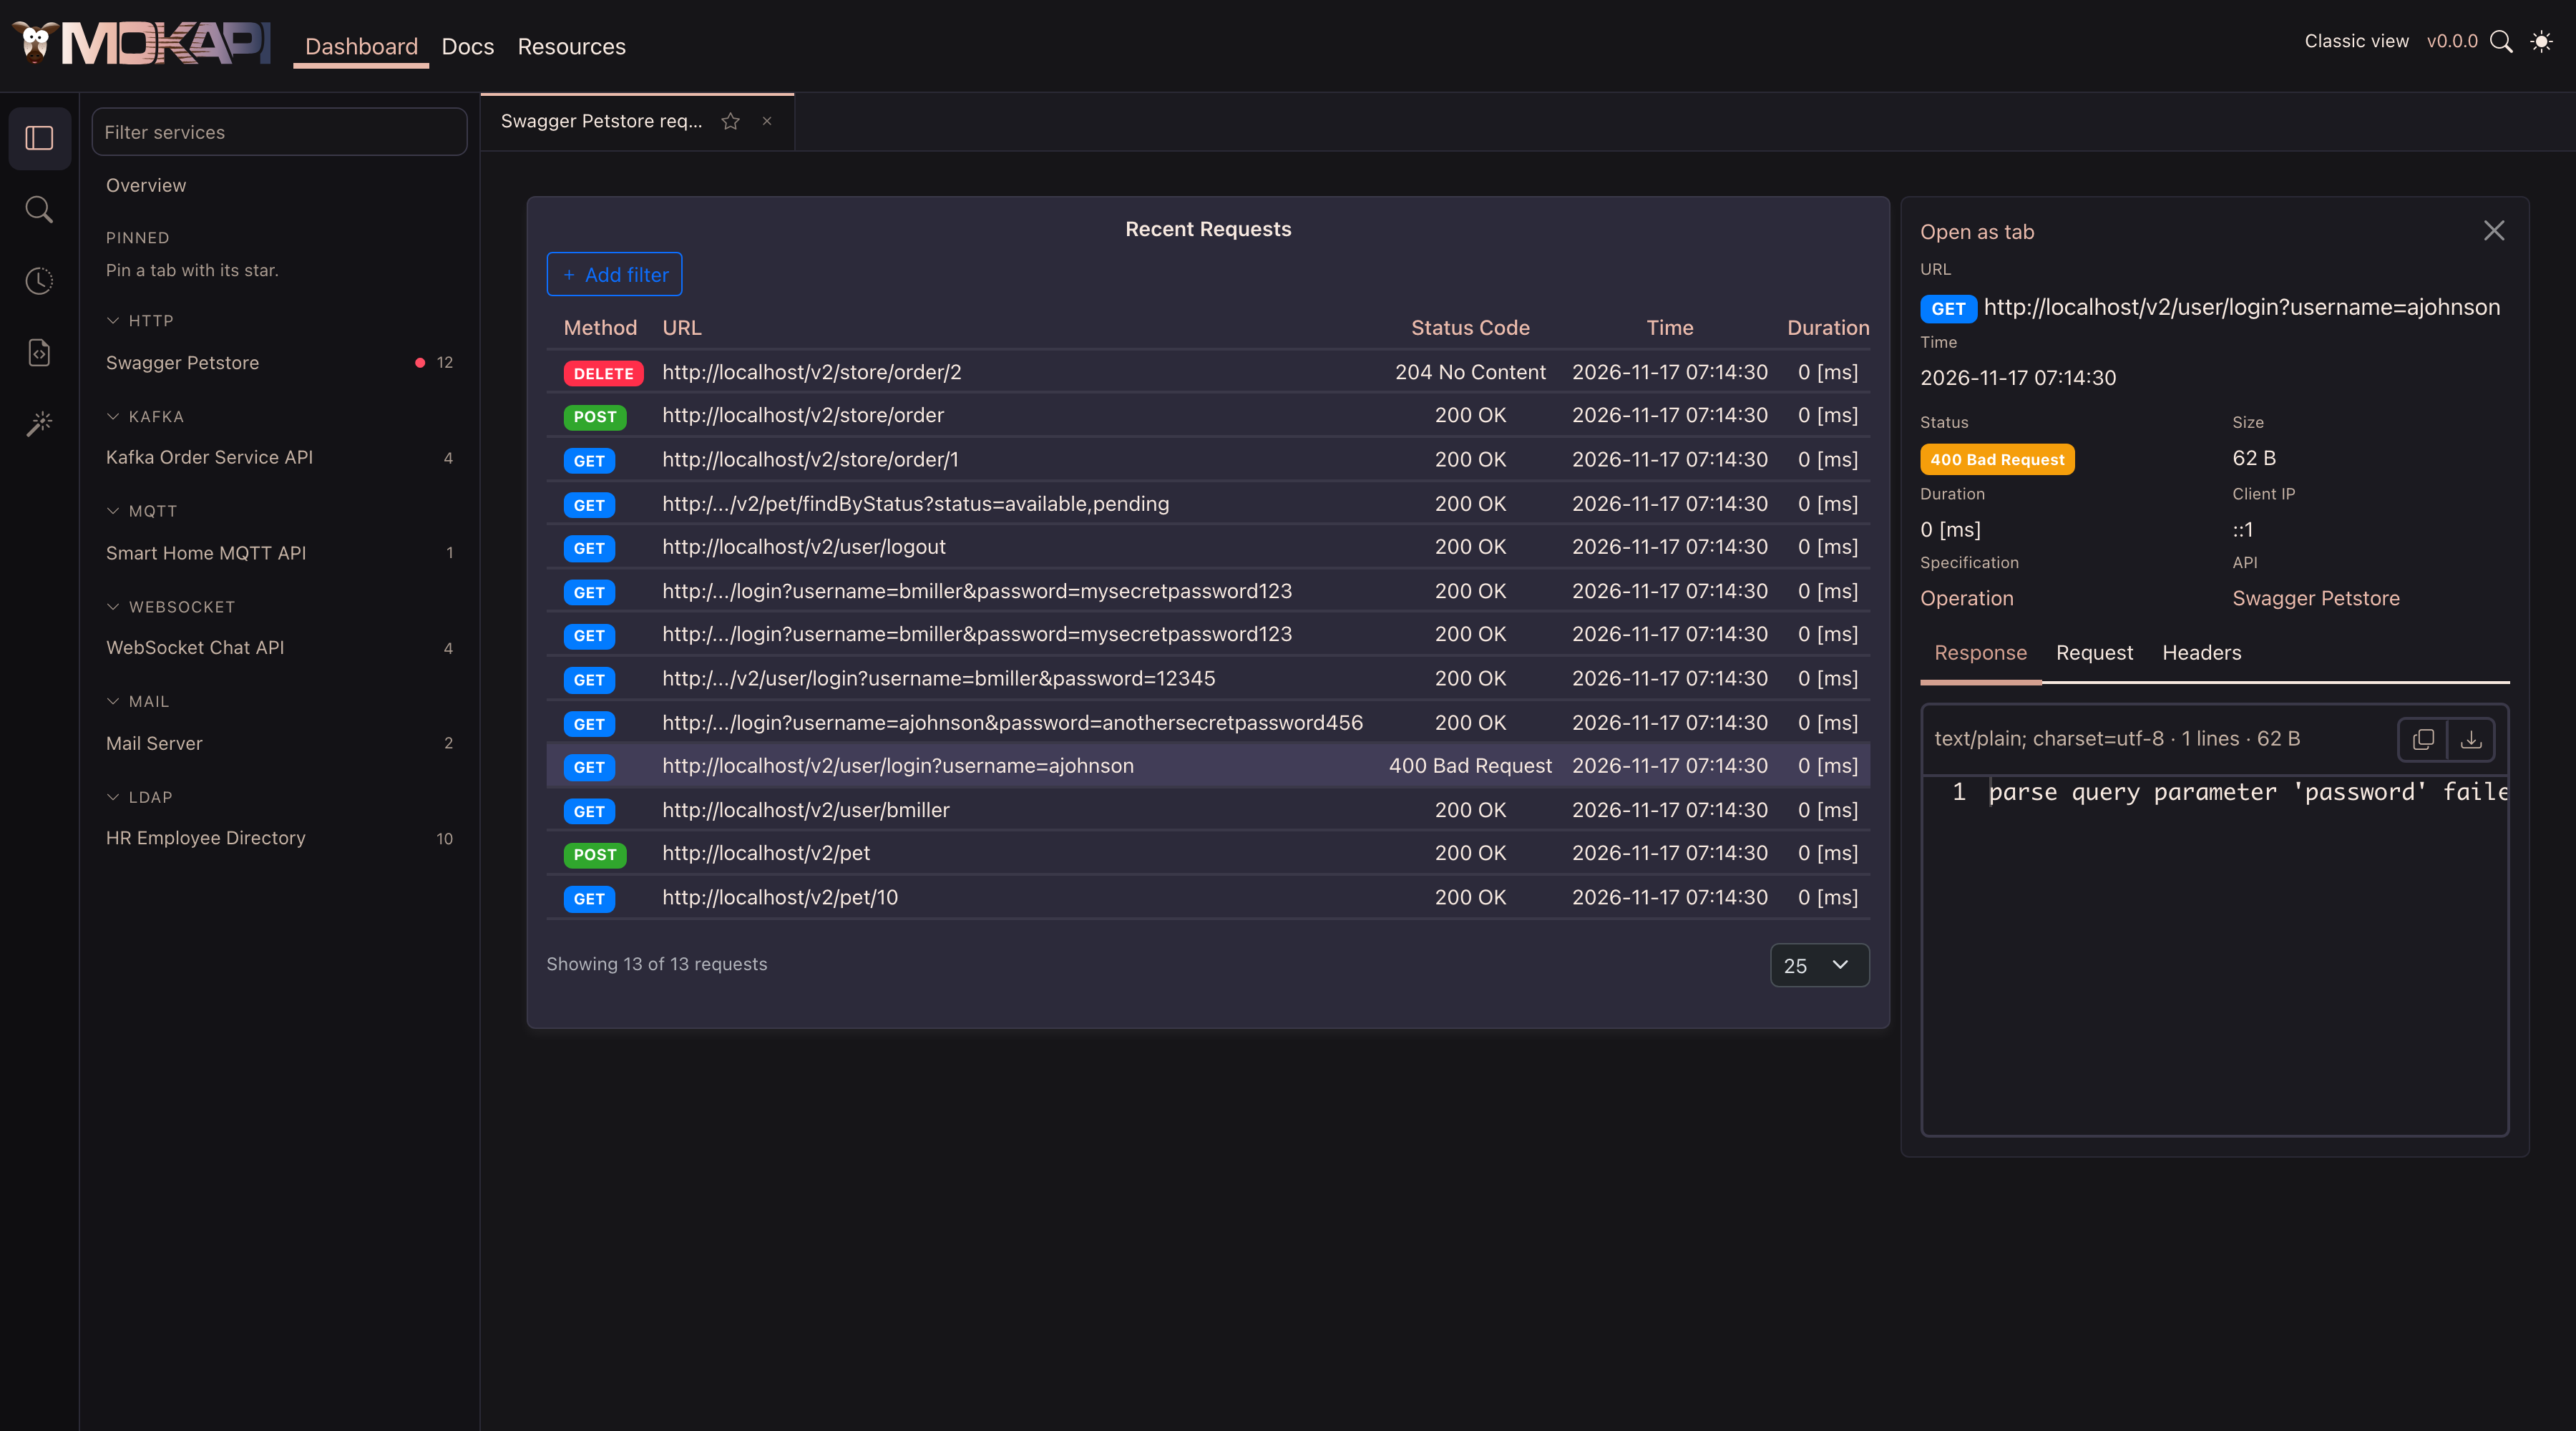 MOKAPI
Dashboard
Docs
Resources
Classic view
v0.0.0
Filter services
Overview
PINNED
Pin a tab with its star.
HTTP
Swagger Petstore
12
KAFKA
Kafka Order Service API
4
MQTT
Smart Home MQTT API
1
WEBSOCKET
WebSocket Chat API
4
MAIL
Mail Server
2
LDAP
HR Employee Directory
10
Swagger Petstore req...
Recent Requests
+ Add filter
Method URL Status Code Time Duration
DELETE http://localhost/v2/store/order/2 204 No Content 2026-11-17 07:14:30 0 [ms]
POST http://localhost/v2/store/order 200 OK 2026-11-17 07:14:30 0 [ms]
GET http://localhost/v2/store/order/1 200 OK 2026-11-17 07:14:30 0 [ms]
GET http:/.../v2/pet/findByStatus?status=available,pending 200 OK 2026-11-17 07:14:30 0 [ms]
GET http://localhost/v2/user/logout 200 OK 2026-11-17 07:14:30 0 [ms]
GET http:/.../login?username=bmiller&password=mysecretpassword123 200 OK 2026-11-17 07:14:30 0 [ms]
GET http:/.../login?username=bmiller&password=mysecretpassword123 200 OK 2026-11-17 07:14:30 0 [ms]
GET http:/.../v2/user/login?username=bmiller&password=12345 200 OK 2026-11-17 07:14:30 0 [ms]
GET http:/.../login?username=ajohnson&password=anothersecretpassword456 200 OK 2026-11-17 07:14:30 0 [ms]
GET http://localhost/v2/user/login?username=ajohnson 400 Bad Request 2026-11-17 07:14:30 0 [ms]
GET http://localhost/v2/user/bmiller 200 OK 2026-11-17 07:14:30 0 [ms]
POST http://localhost/v2/pet 200 OK 2026-11-17 07:14:30 0 [ms]
GET http://localhost/v2/pet/10 200 OK 2026-11-17 07:14:30 0 [ms]
Showing 13 of 13 requests
25
Open as tab
URL
GET http://localhost/v2/user/login?username=ajohnson
Time
2026-11-17 07:14:30
Status Size
400 Bad Request 62 B
Duration Client IP
0 [ms] ::1
Specification API
Operation Swagger Petstore
Response Request Headers
text/plain; charset=utf-8 · 1 lines · 62 B
1 parse query parameter 'password' faile